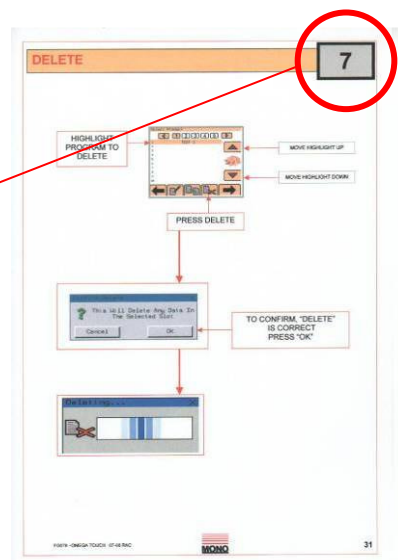 DELETE
7
HIGHLIGHT
PROGRAM TO
DELETE
MOVE HIGHLIGHT UP
MOVE HIGHLIGHT DOWN
PRESS DELETE
This Will Delete Any Data In
The Selected Slot
Cancel
OK
TO CONFIRM, "DELETE"
IS CORRECT
PRESS "OK"
Deleting...
MONO
31